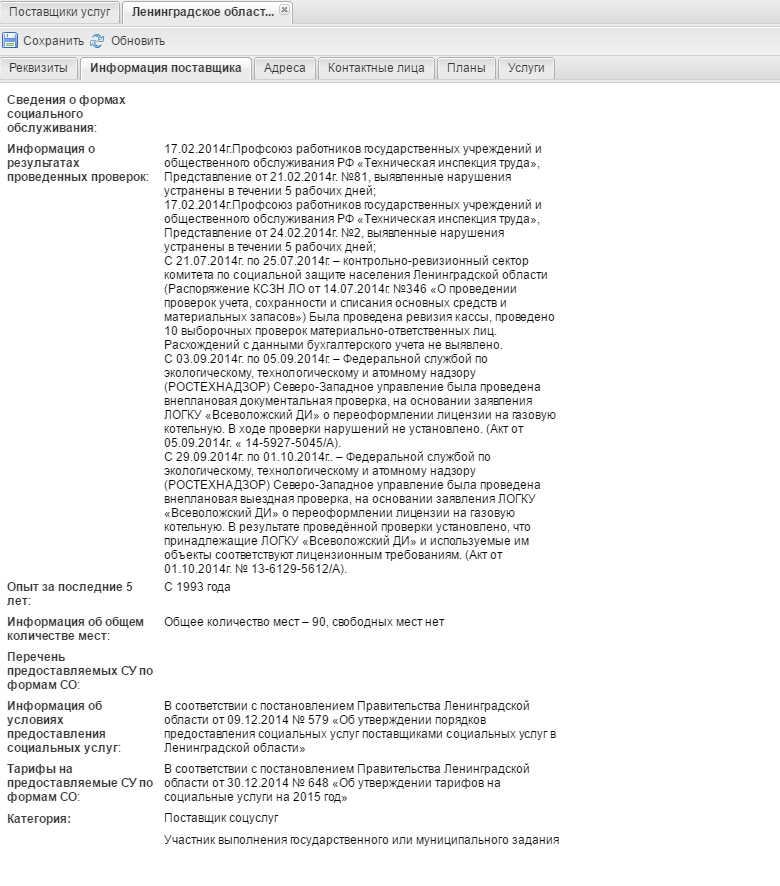 Поставщики услуг
Ленинградское област...
Сохранить
Обновить
Реквизиты
Информация поставщика
Адреса
Контактные лица
Планы
Услуги
Сведения о формах
социального
обслуживания:
Информация о
результатах
проведенных проверок:
17.02.2014г.Профсоюз работников государственных учреждений и
общественного обслуживания РФ «Техническая инспекция труда»,
Представление от 21.02.2014г. №81, выявленные нарушения
устранены в течении 5 рабочих дней;
17.02.2014г.Профсоюз работников государственных учреждений и
общественного обслуживания РФ «Техническая инспекция труда»,
Представление от 24.02.2014г. №2, выявленные нарушения
устранены в течении 5 рабочих дней;
С 21.07.2014г. по 25.07.2014г. – контрольно-ревизионный сектор
комитета по социальной защите населения Ленинградской области
(Распоряжение КСЗН ЛО от 14.07.2014г. №346 «О проведении
проверок учета, сохранности и списания основных средств и
материальных запасов») Была проведена ревизия кассы, проведено
10 выборочных проверок материально-ответственных лиц.
Расхождений с данными бухгалтерского учета не выявлено.
С 03.09.2014г. по 05.09.2014г. – Федеральной службой по
экологическому, технологическому и атомному надзору
(РОСТЕХНАДЗОР) Северо-Западное управление была проведена
внеплановая документальная проверка, на основании заявления
ЛОГКУ «Всеволожский ДИ» о переоформлении лицензии на газовую
котельную. В ходе проверки нарушений не установлено. (Акт от
05.09.2014г. « 14-5927-5045/А).
С 29.09.2014г. по 01.10.2014г.. – Федеральной службой по
экологическому, технологическому и атомному надзору
(РОСТЕХНАДЗОР) Северо-Западное управление была проведена
внеплановая выездная проверка, на основании заявления ЛОГКУ
«Всеволожский ДИ» о переоформлении лицензии на газовую
котельную. В результате проведённой проверки установлено, что
принадлежащие ЛОГКУ «Всеволожский ДИ» и используемые им
объекты соответствуют лицензионным требованиям. (Акт от
01.10.2014г. № 13-6129-5612/А).
Опыт за последние 5
лет:
С 1993 года
Информация об общем
количестве мест:
Общее количество мест – 90, свободных мест нет
Перечень
предоставляемых СУ по
формам СО:
Информация об
условиях
предоставления
социальных услуг:
В соответствии с постановлением Правительства Ленинградской
области от 09.12.2014 № 579 «Об утверждении порядков
предоставления социальных услуг поставщиками социальных услуг в
Ленинградской области»
Тарифы на
предоставляемые СУ по
формам СО:
В соответствии с постановлением Правительства Ленинградской
области от 30.12.2014 № 648 «Об утверждении тарифов на
социальные услуги на 2015 год»
Категория:
Поставщик соцуслуг
Участник выполнения государственного или муниципального задания